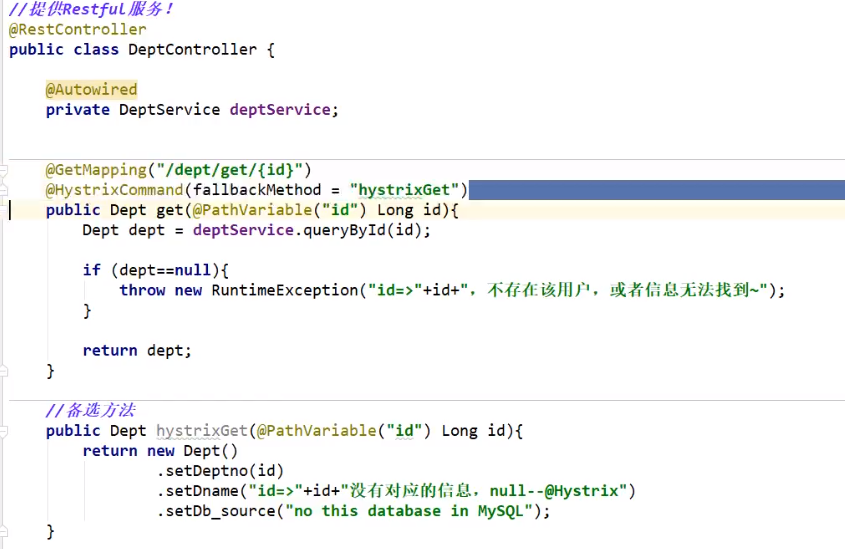 //提供Restful服务！
@RestController
public class DeptController {
@Autowired
private DeptService deptService;
@GetMapping("/dept/get/{id}")
@HystrixCommand(fallbackMethod = "hystrixGet")
public Dept get(@PathVariable("id") Long id){
Dept dept = deptService.queryById(id);
if (dept==null){
throw new RuntimeException("id=>"+id+"，不存在该用户，或者信息无法找到~");
}
return dept;
}
//备选方法
public Dept hystrixGet(@PathVariable("id") Long id){
return new Dept()
.setDeptno(id)
.setDname("id=>"+id+"没有对应的信息，null--@Hystrix")
.setDb_source("no this database in MySQL");
}